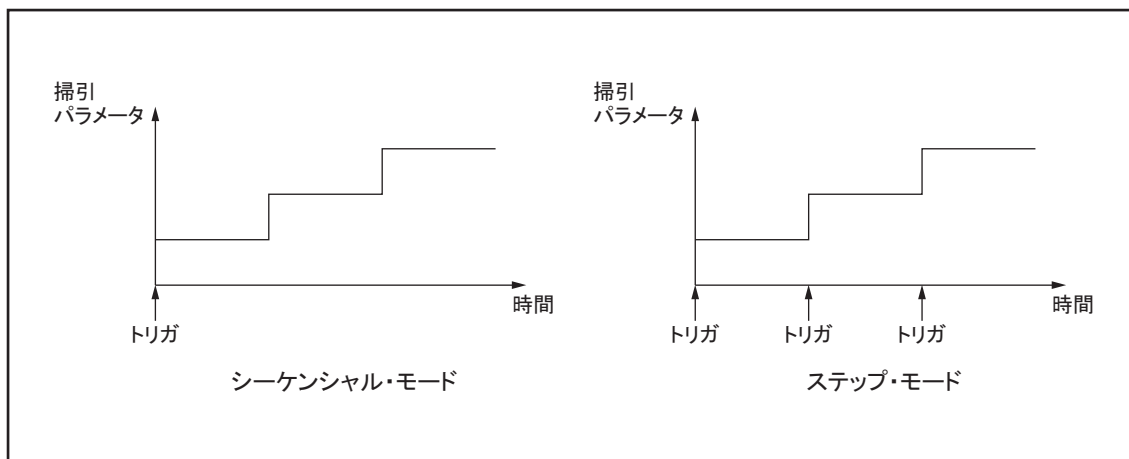 掃引
パラメータ
時間
トリガ
シーケンシャル・モード
掃引
パラメータ
時間
トリガ
トリガ
トリガ
ステップ・モード